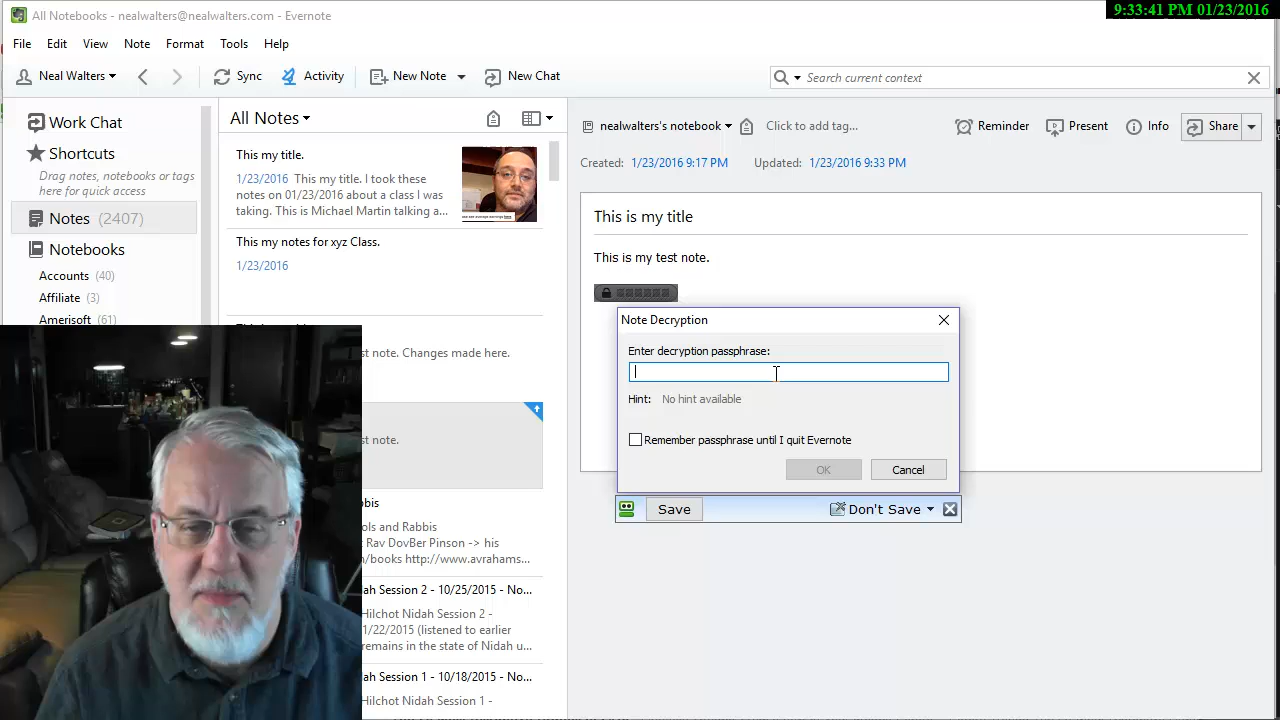 All Notebooks - nealwalters@nealwalters.com - Evernote
9:33:41 PM 01/23/2016
File Edit View Note Format Tools Help
Neal Walters Sync Activity New Note New Chat Search current context
Work Chat
Shortcuts
Drag notes, notebooks or tags
here for quick access
Notes (2407)
Notebooks
Accounts (40)
Affiliate (3)
Amerisoft (61)
All Notes
This my title.
1/23/2016 This my title. I took these
notes on 01/23/2016 about a class I was
taking. This is Michael Martin talking a...
This my notes for xyz Class.
1/23/2016
st note. Changes made here.
st note.
bis
ols and Rabbis
Rav DovBer Pinson -> his
/books http://www.avrahams...
ah Session 2 - 10/25/2015 - No...
Hilchot Nidah Session 2 -
1/22/2015 (listened to earlier
remains in the state of Nidah u...
ah Session 1 - 10/18/2015 - No...
Hilchot Nidah Session 1 -
nealwalters's notebook Click to add tag... Reminder Present Info Share
Created: 1/23/2016 9:17 PM Updated: 1/23/2016 9:33 PM
This is my title
This is my test note.
Note Decryption
Enter decryption passphrase:
Hint: No hint available
Remember passphrase until I quit Evernote
OK Cancel
Save Don't Save